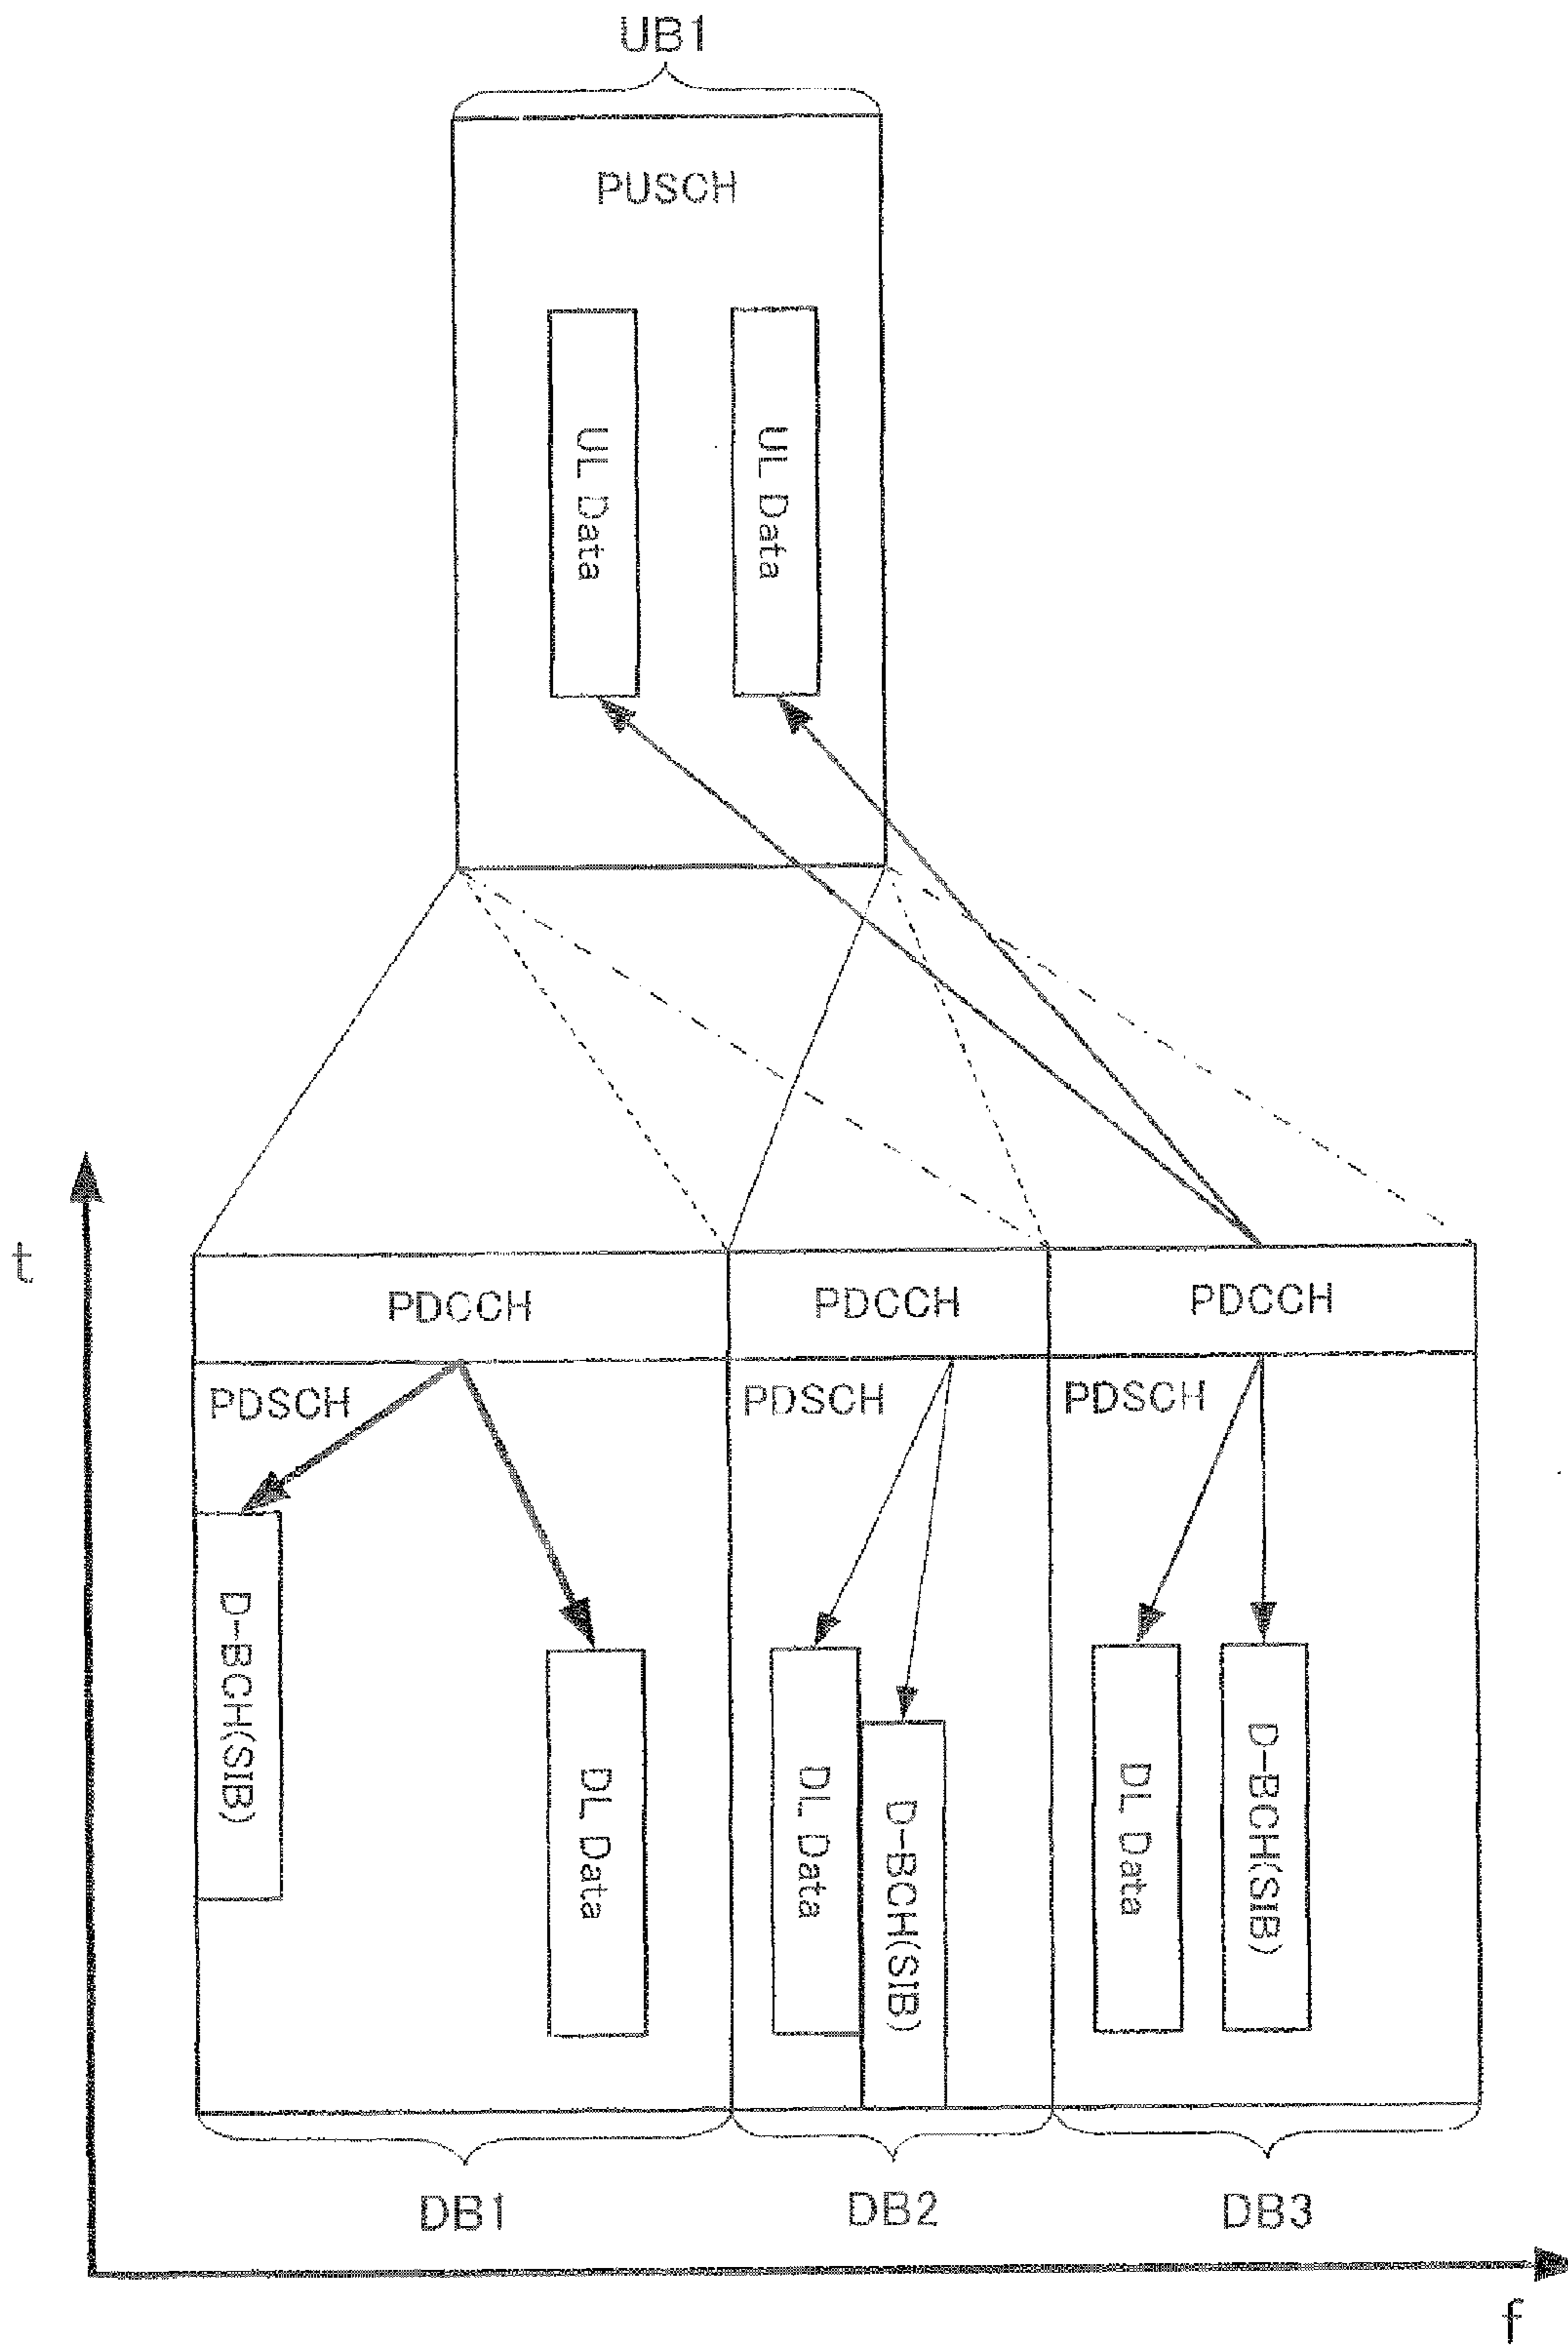 UB1
PUSCH
UL Data
UL Data
t
PDCCH
PDCCH
PDCCH
PDSCH
PDSCH
PDSCH
D-BCH(SIB)
DL Data
DL Data
D-BCH(SIB)
DL Data
D-BCH(SIB)
DB1
DB2
DB3
f